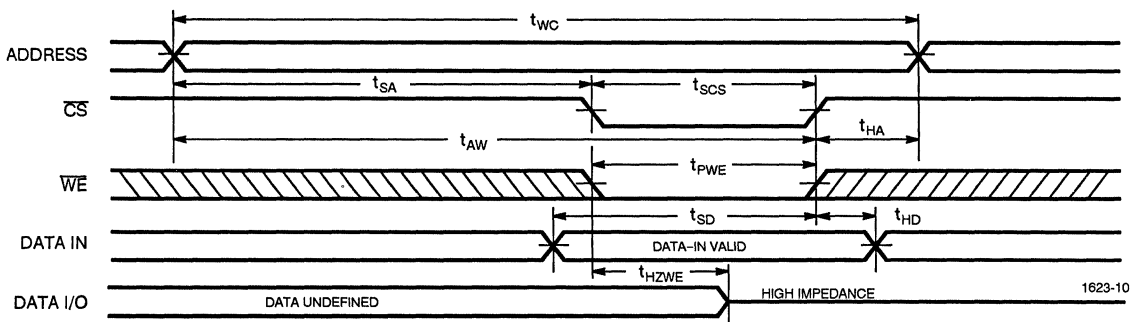 tWC
ADDRESS
tSA
tSCS
CS
tAW
tHA
tPWE
WE
tSD
tHD
DATA IN
DATA–IN VALID
tHZWE
DATA I/O
DATA UNDEFINED
HIGH IMPEDANCE
1623-10